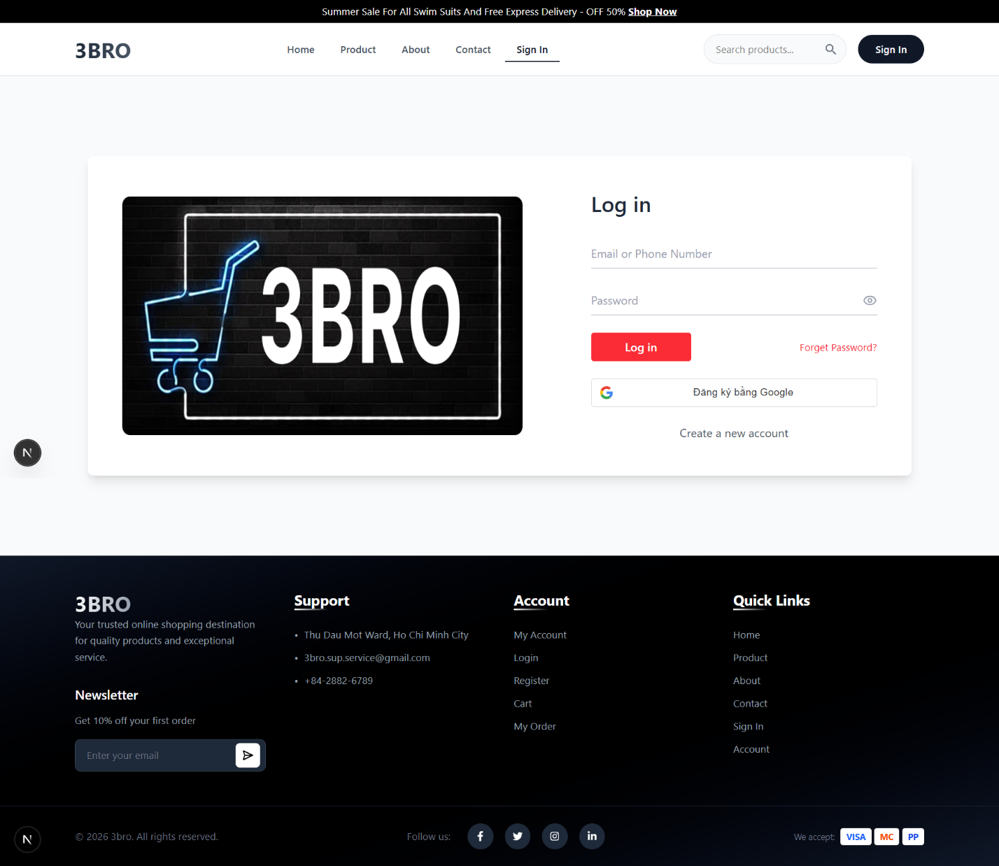 Summer Sale For All Swim Suits And Free Express Delivery - OFF 50% Shop Now
3BRO
Home
Product
About
Contact
Sign In
Search products...
Sign In
3BRO
Log in
Email or Phone Number
Password
Log in
Forget Password?
Đăng ký bằng Google
Create a new account
N
3BRO
Your trusted online shopping destination
for quality products and exceptional
service.
Newsletter
Get 10% off your first order
Enter your email
Support
• Thu Dau Mot Ward, Ho Chi Minh City
• 3bro.sup.service@gmail.com
• +84-2882-6789
Account
My Account
Login
Register
Cart
My Order
Quick Links
Home
Product
About
Contact
Sign In
Account
N
© 2026 3bro. All rights reserved.
Follow us:
We accept:
VISA
MC
PP